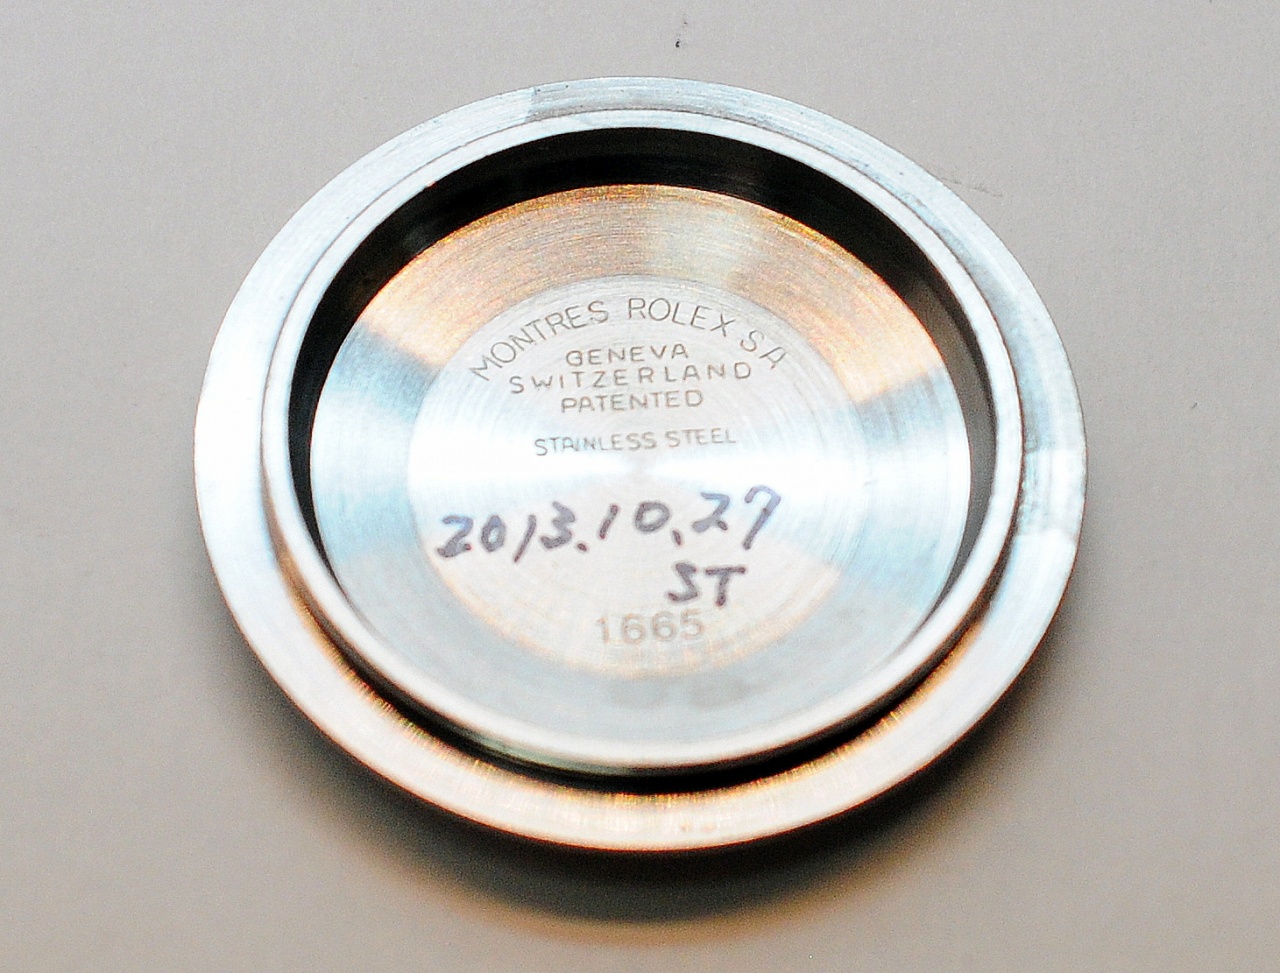 MONTRES ROLEX SA
GENEVA
SWITZERLAND
PATENTED
STAINLESS STEEL
2013.10.27
ST
1665